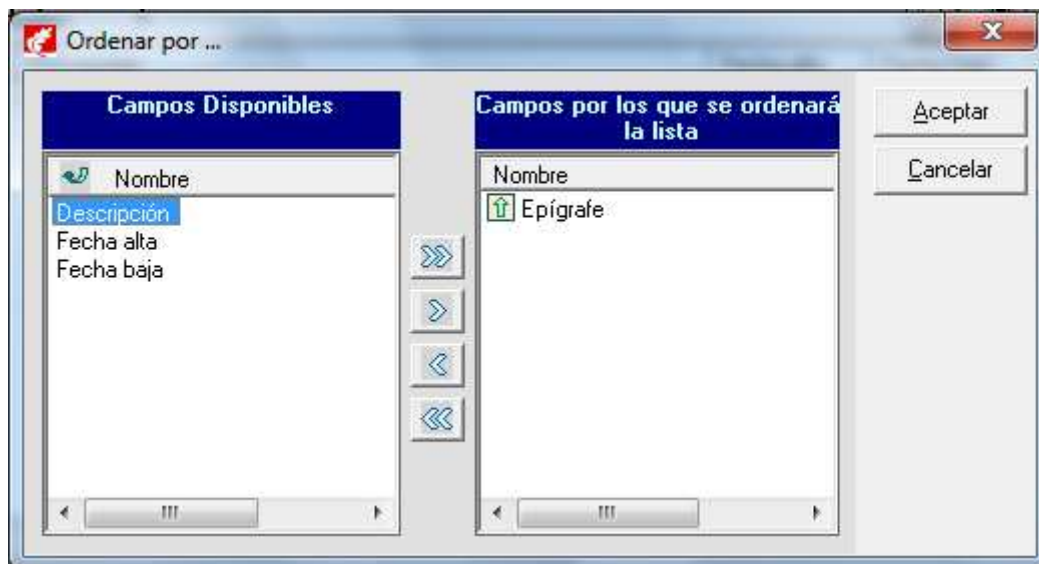 Ordenar por ...
Campos Disponibles
Nombre
Descripción
Fecha alta
Fecha baja
Campos por los que se ordenará
la lista
Nombre
Epígrafe
Aceptar
Cancelar